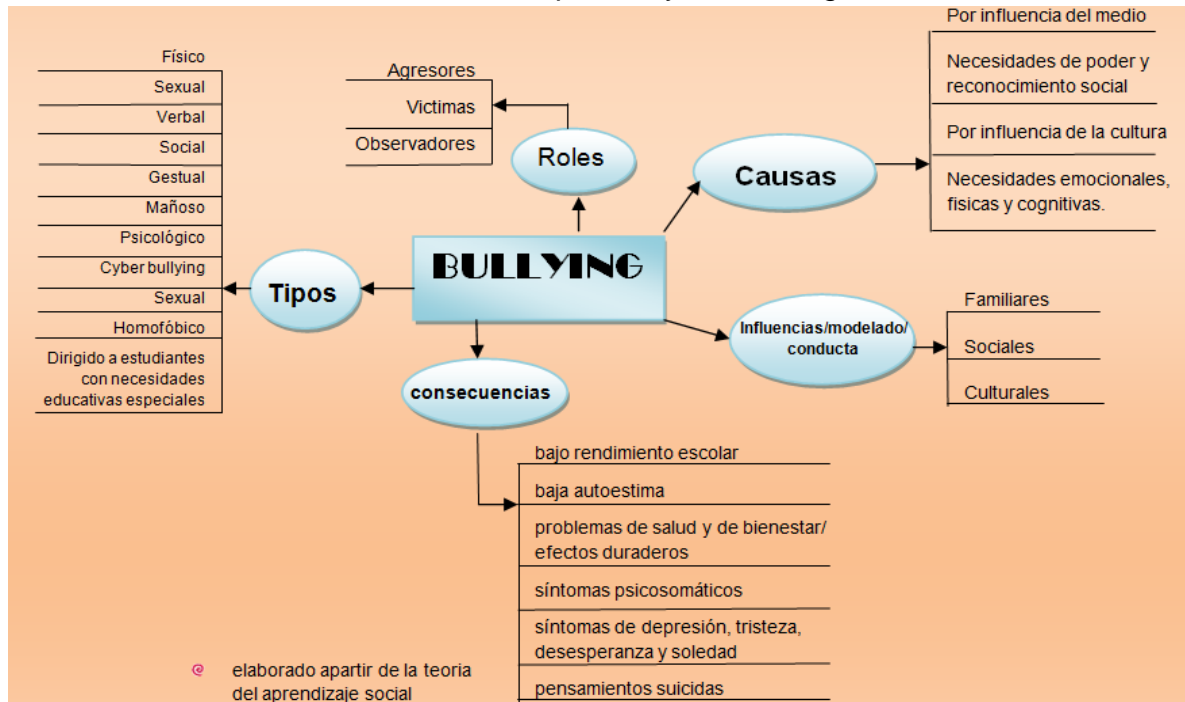 BULLYING
Roles
Agresores
Victimas
Observadores
Causas
Por influencia del medio
Necesidades de poder y
reconocimiento social
Por influencia de la cultura
Necesidades emocionales,
fisicas y cognitivas.
Tipos
Físico
Sexual
Verbal
Social
Gestual
Mañoso
Psicológico
Cyber bullying
Sexual
Homofóbico
Dirigido a estudiantes
con necesidades
educativas especiales
Influencias/modelado/
conducta
Familiares
Sociales
Culturales
consecuencias
bajo rendimiento escolar
baja autoestima
problemas de salud y de bienestar/
efectos duraderos
síntomas psicosomáticos
síntomas de depresión, tristeza,
desesperanza y soledad
pensamientos suicidas
elaborado apartir de la teoria
del aprendizaje social